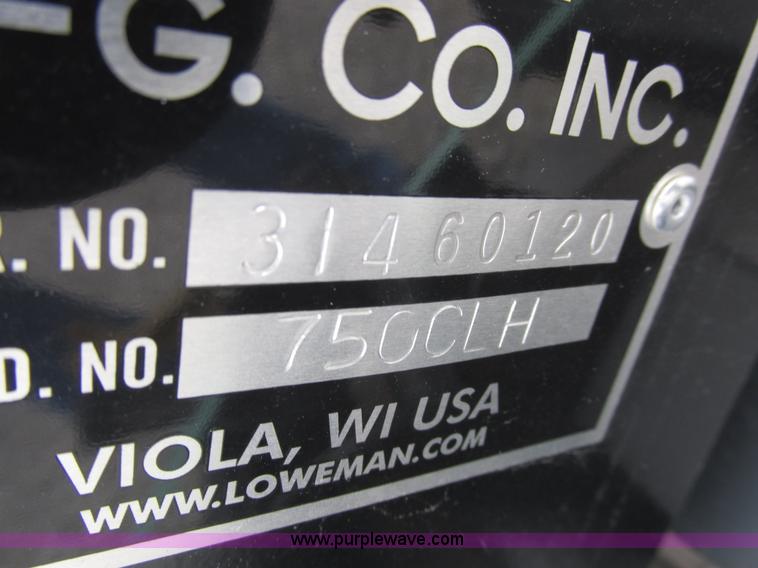 FG. CO. INC.
R. NO. 31460120
D. NO. 750CLH
VIOLA, WI USA
WWW.LOWEMAN.COM
www.purplewave.com